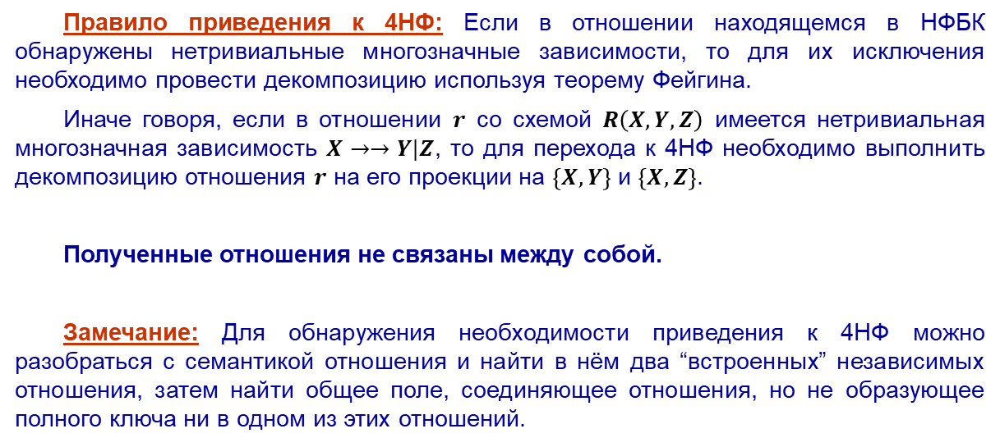 Правило приведения к 4НФ: Если в отношении находящемся в НФБК
обнаружены нетривиальные многозначные зависимости, то для их исключения
необходимо провести декомпозицию используя теорему Фейгина.
Иначе говоря, если в отношении r со схемой R(X, Y, Z) имеется нетривиальная
многозначная зависимость X →→ Y|Z, то для перехода к 4НФ необходимо выполнить
декомпозицию отношения r на его проекции на {X, Y} и {X, Z}.
Полученные отношения не связаны между собой.
Замечание: Для обнаружения необходимости приведения к 4НФ можно
разобраться с семантикой отношения и найти в нём два “встроенных” независимых
отношения, затем найти общее поле, соединяющее отношения, но не образующее
полного ключа ни в одном из этих отношений.